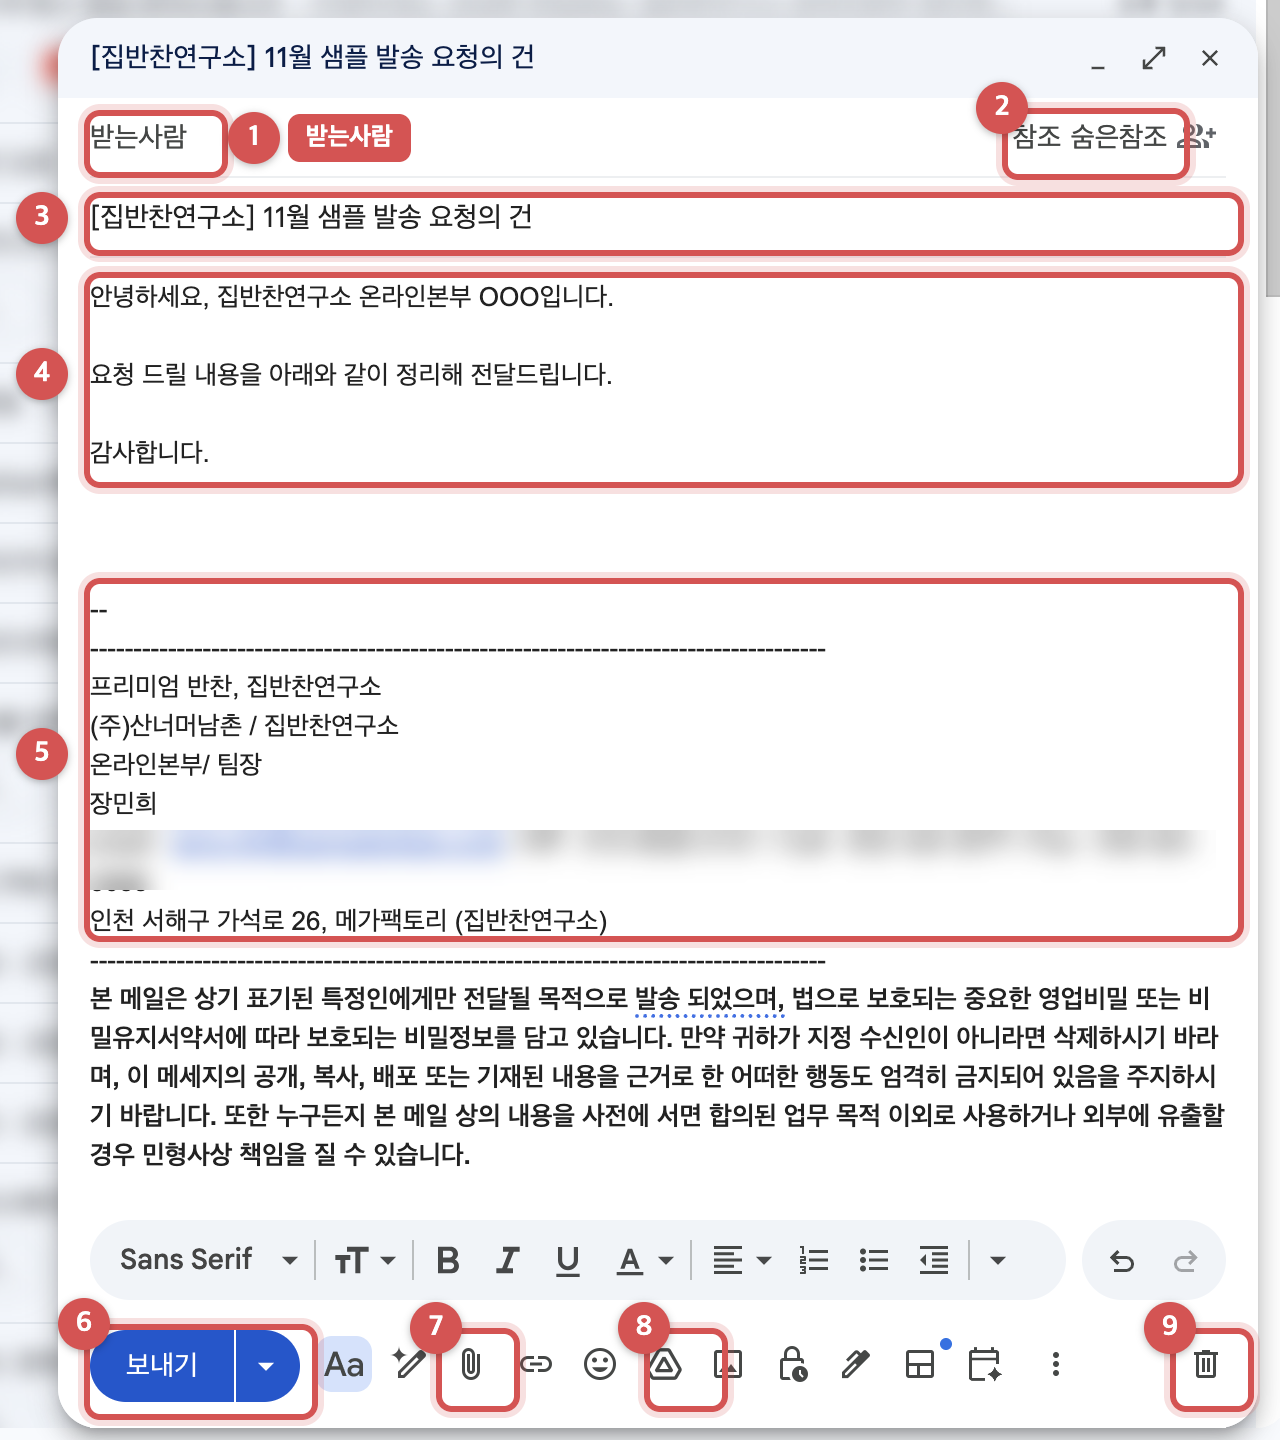 [집반찬연구소] 11월 샘플 발송 요청의 건
받는사람
1
받는사람
2
참조 숨은참조
3
[집반찬연구소] 11월 샘플 발송 요청의 건
4
안녕하세요, 집반찬연구소 온라인본부 OOO입니다.
요청 드릴 내용을 아래와 같이 정리해 전달드립니다.
감사합니다.
5
--
-------------------------------------------------------------------------------------
프리미엄 반찬, 집반찬연구소
(주)산너머남촌 / 집반찬연구소
온라인본부/ 팀장
장민희
인천 서해구 가석로 26, 메가팩토리 (집반찬연구소)
-------------------------------------------------------------------------------------
본 메일은 상기 표기된 특정인에게만 전달될 목적으로 발송 되었으며, 법으로 보호되는 중요한 영업비밀 또는 비
밀유지서약서에 따라 보호되는 비밀정보를 담고 있습니다. 만약 귀하가 지정 수신인이 아니라면 삭제하시기 바라
며, 이 메세지의 공개, 복사, 배포 또는 기재된 내용을 근거로 한 어떠한 행동도 엄격히 금지되어 있음을 주지하시
기 바랍니다. 또한 누구든지 본 메일 상의 내용을 사전에 서면 합의된 업무 목적 이외로 사용하거나 외부에 유출할
경우 민형사상 책임을 질 수 있습니다.
Sans Serif
6
보내기
Aa
7
8
9